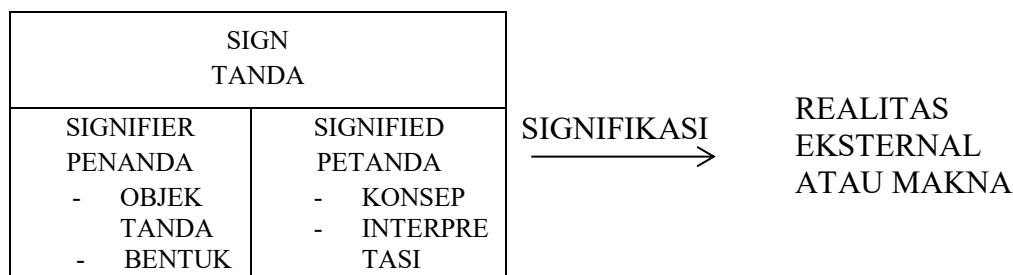 SIGN
TANDA
SIGNIFIER
PENANDA
- OBJEK
TANDA
- BENTUK
SIGNIFIED
PETANDA
- KONSEP
- INTERPRE
TASI
SIGNIFIKASI
REALITAS
EKSTERNAL
ATAU MAKNA